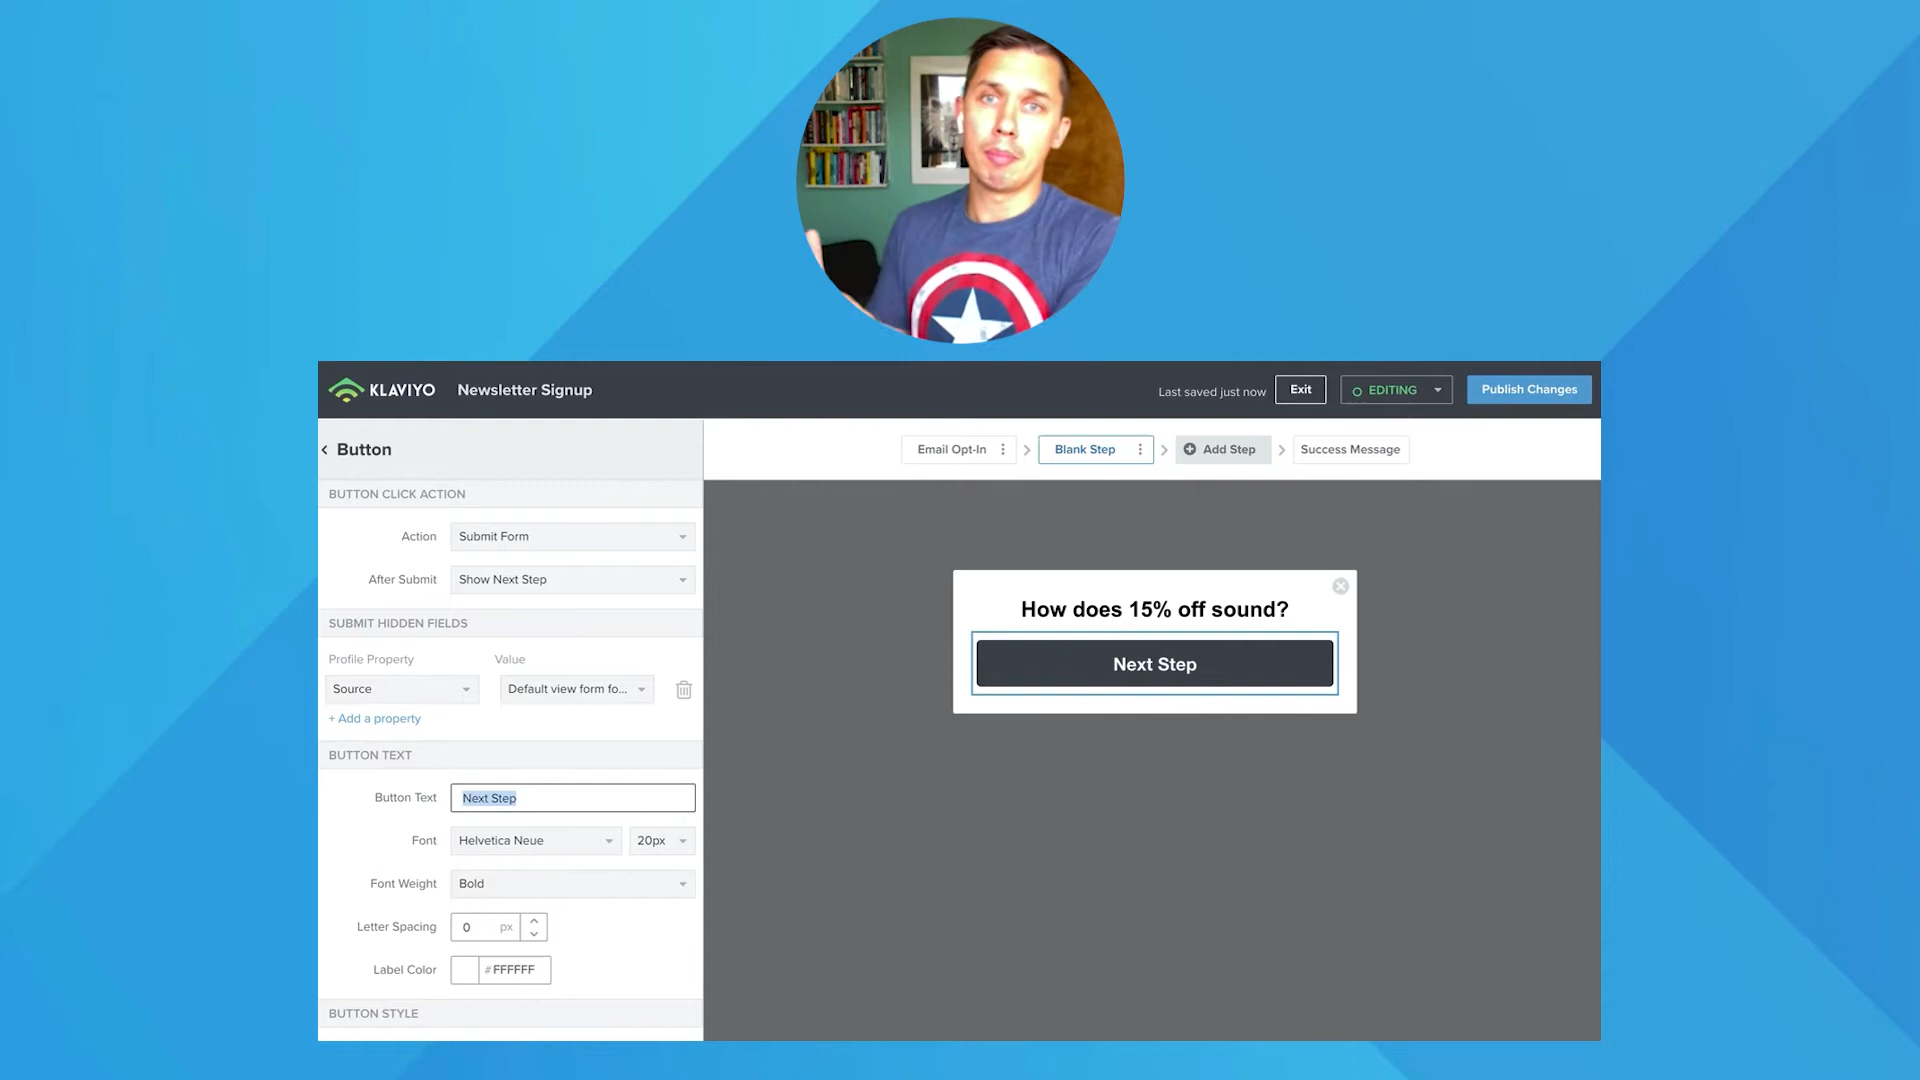 KLAVIYO Newsletter Signup Last saved just now Exit EDITING Publish Changes
Button
Email Opt-In Blank Step Add Step Success Message
BUTTON CLICK ACTION
Action Submit Form
After Submit Show Next Step
SUBMIT HIDDEN FIELDS
Profile Property Value
Source Default view form fo...
+ Add a property
BUTTON TEXT
Button Text Next Step
Font Helvetica Neue 20px
Font Weight Bold
Letter Spacing 0 px
Label Color # FFFFFF
BUTTON STYLE
How does 15% off sound?
Next Step